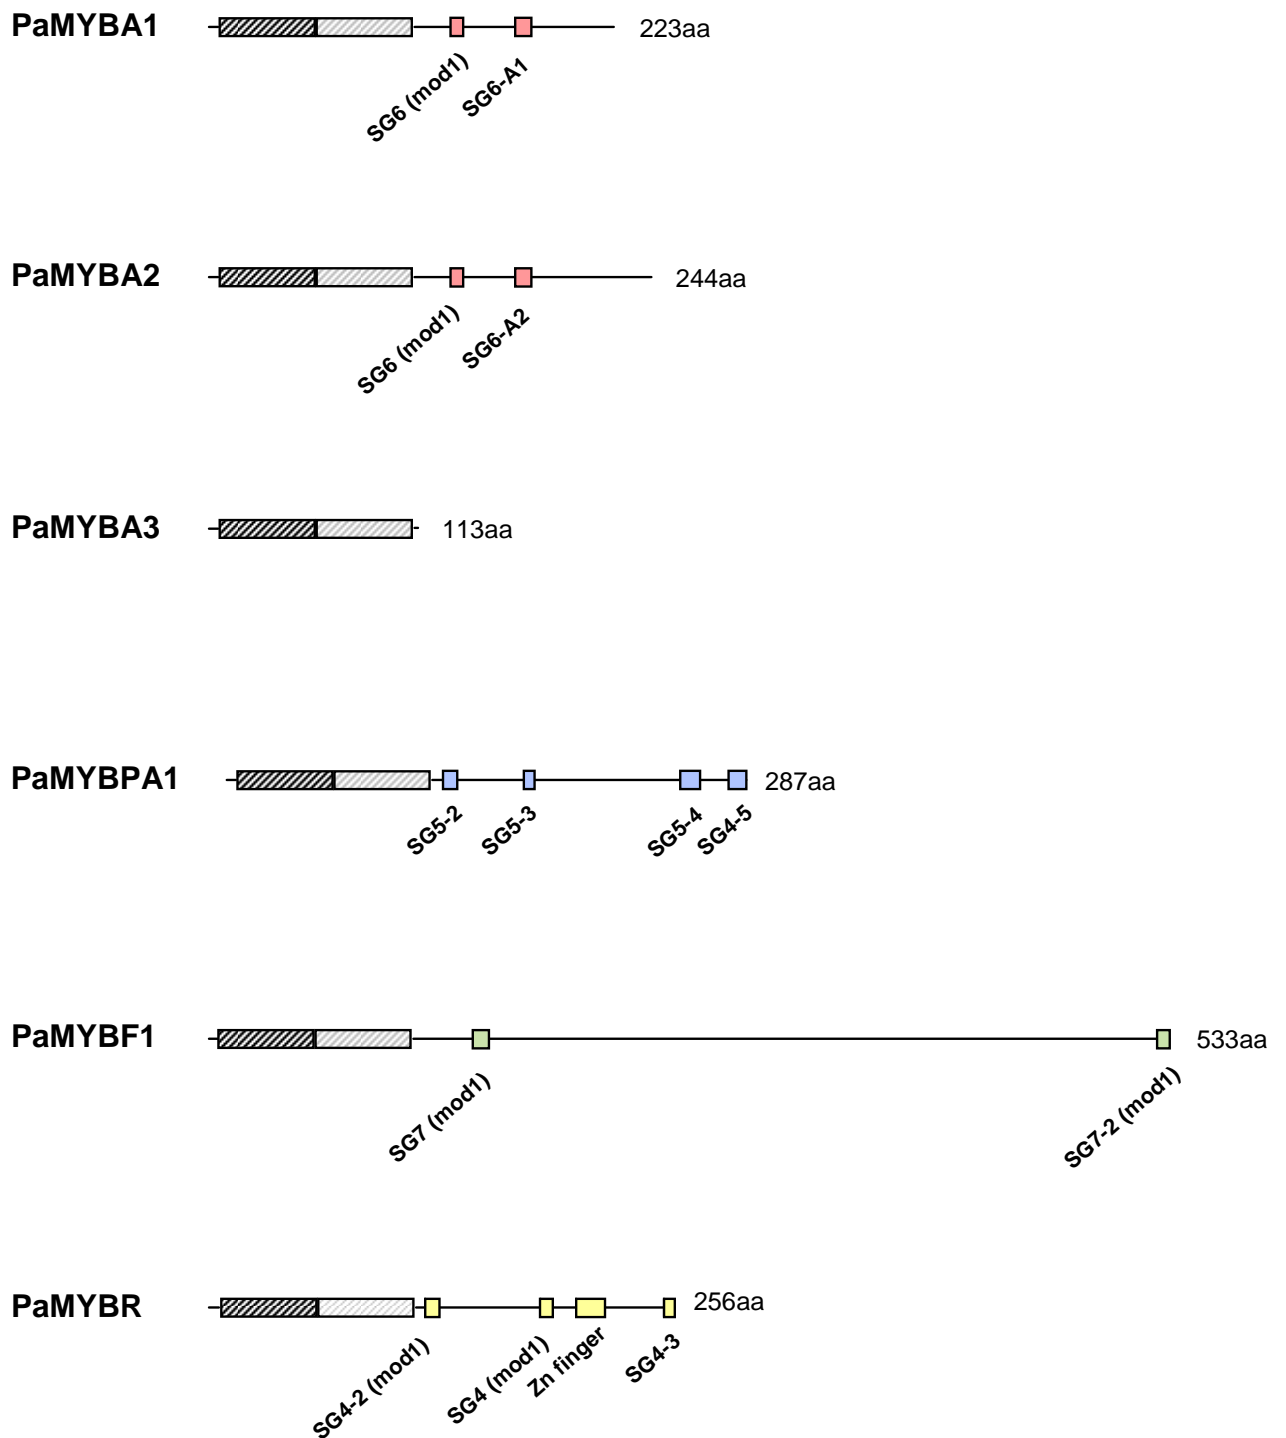 PaMYBA1
223aa
SG6 (mod1)
SG6-A1
PaMYBA2
244aa
SG6 (mod1)
SG6-A2
PaMYBA3
113aa
PaMYBPA1
287aa
SG5-2
SG5-3
SG5-4
SG4-5
PaMYBF1
533aa
SG7 (mod1)
SG7-2 (mod1)
PaMYBR
256aa
SG4-2 (mod1)
SG4 (mod1)
Zn finger
SG4-3